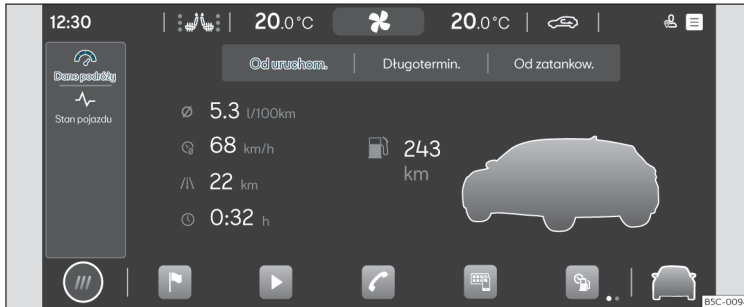 12:30
20.0°C
20.0°C
Dane podróży
Od uruchom.
Długotermin.
Od zatankow.
Stan pojazdu
Ø 5.3 l/100km
68 km/h
22 km
0:32 h
243
km
B5C-009